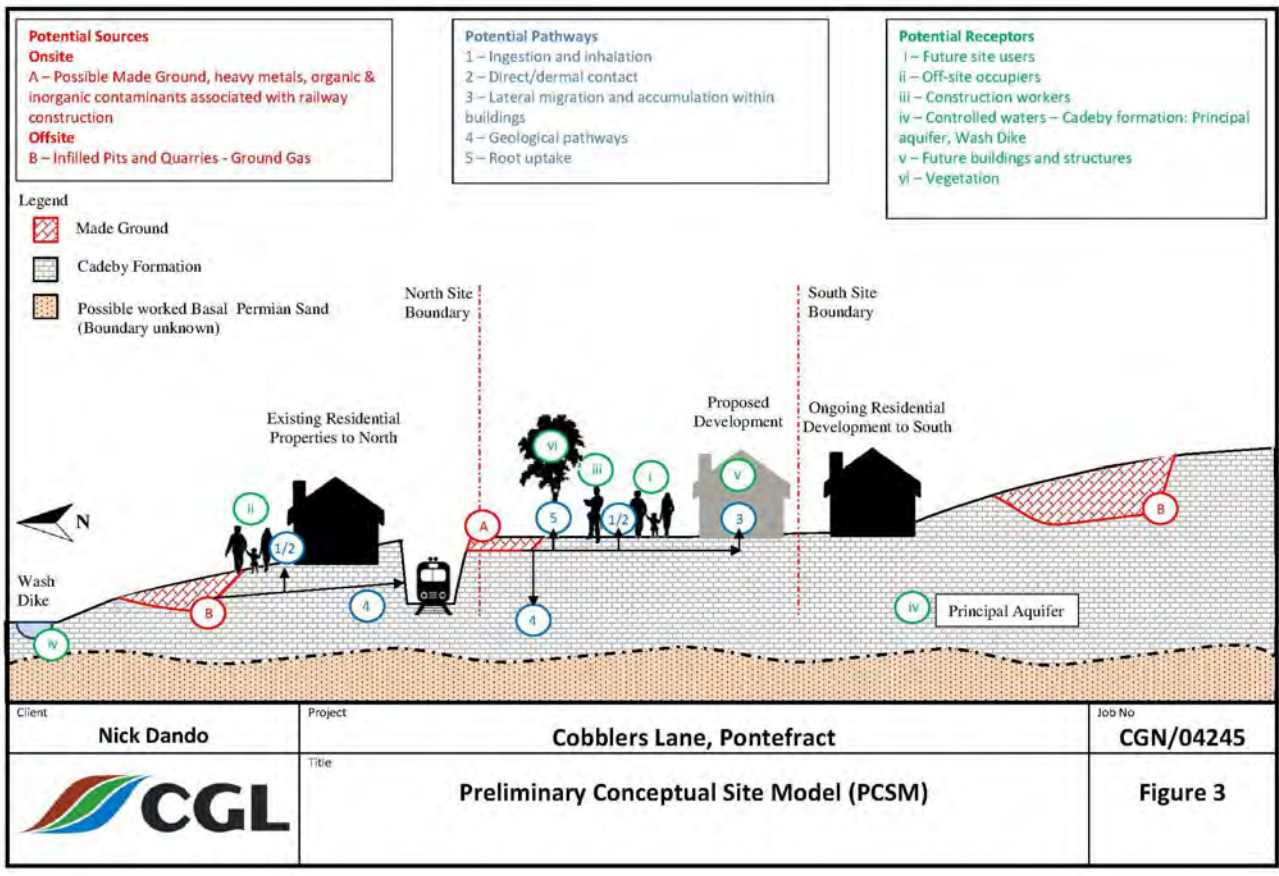 Potential Sources
Onsite
A – Possible Made Ground, heavy metals, organic &
inorganic contaminants associated with railway
construction
Offsite
B – Infilled Pits and Quarries - Ground Gas
Potential Pathways
1 – Ingestion and inhalation
2 – Direct/dermal contact
3 – Lateral migration and accumulation within
buildings
4 – Geological pathways
5 – Root uptake
Potential Receptors
i – Future site users
ii – Off-site occupiers
iii – Construction workers
iv – Controlled waters – Cadeby formation: Principal
aquifer, Wash Dike
v – Future buildings and structures
vi – Vegetation
Legend
Made Ground
Cadeby Formation
Possible worked Basal Permian Sand
(Boundary unknown)
North Site
Boundary
South Site
Boundary
Existing Residential
Properties to North
Proposed
Development
Ongoing Residential
Development to South
vi
iii
i
v
ii
N
A
5
1/2
3
B
1/2
Wash
Dike
B
4
4
iv
Principal Aquifer
iv
Client
Nick Dando
Project
Cobblers Lane, Pontefract
Job No
CGN/04245
CGL
Title
Preliminary Conceptual Site Model (PCSM)
Figure 3